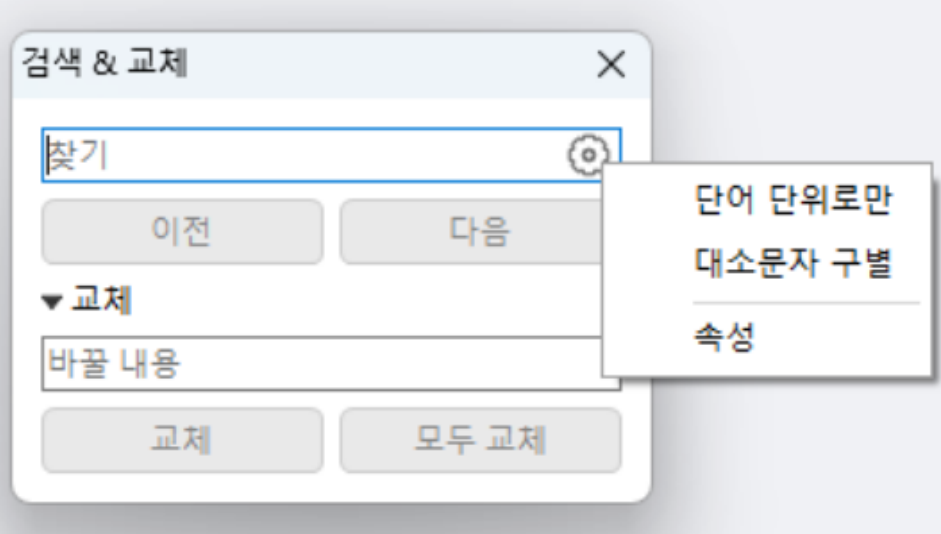 검색 & 교체
찾기
이전
다음
교체
바꿀 내용
교체
모두 교체
단어 단위로만
대소문자 구별
속성